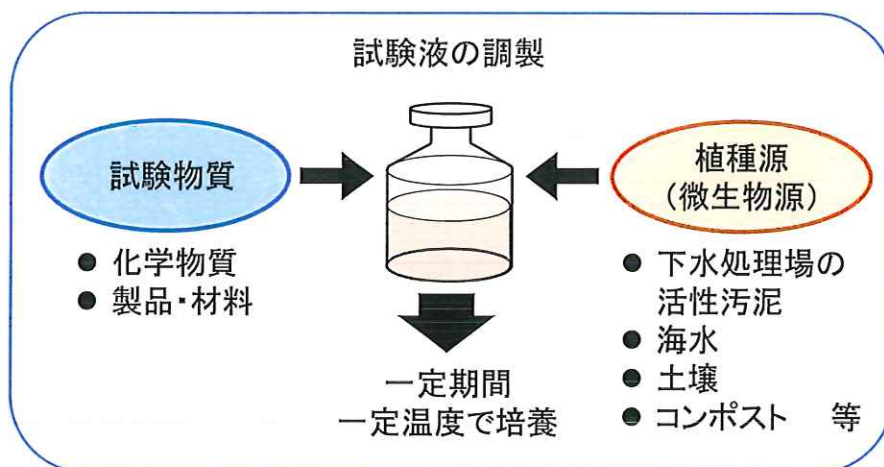 試験液の調製
試験物質
植種源
(微生物源)
● 化学物質
● 製品・材料
● 下水処理場の
活性汚泥
● 海水
● 土壌
● コンポスト 等
一定期間
一定温度で培養